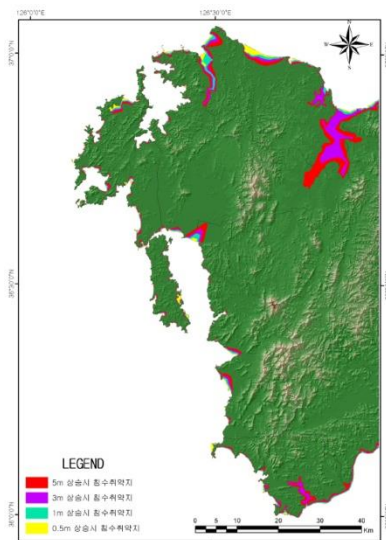 126°0'0"E
126°30'0"E
N
W
E
S
37°0'0"N
36°30'0"N
36°0'0"N
LEGEND
5m 상승시 침수취약지
3m 상승시 침수취약지
1m 상승시 침수취약지
0.5m 상승시 침수취약지
0 5 10 20 30 40
Km